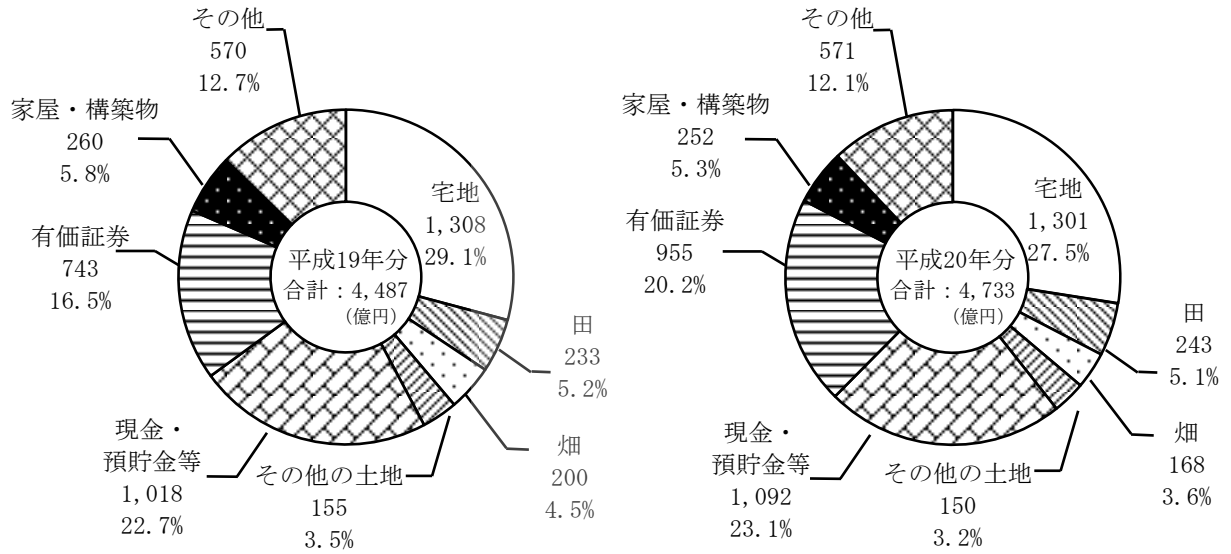 その他
570
12.7%
家屋・構築物
260
5.8%
有価証券
743
16.5%
現金・
預貯金等
1,018
22.7%
その他の土地
155
3.5%
畑
200
4.5%
田
233
5.2%
宅地
1,308
29.1%
平成19年分
合計：4,487
（億円）
その他
571
12.1%
家屋・構築物
252
5.3%
有価証券
955
20.2%
現金・
預貯金等
1,092
23.1%
その他の土地
150
3.2%
畑
168
3.6%
田
243
5.1%
宅地
1,301
27.5%
平成20年分
合計：4,733
（億円）